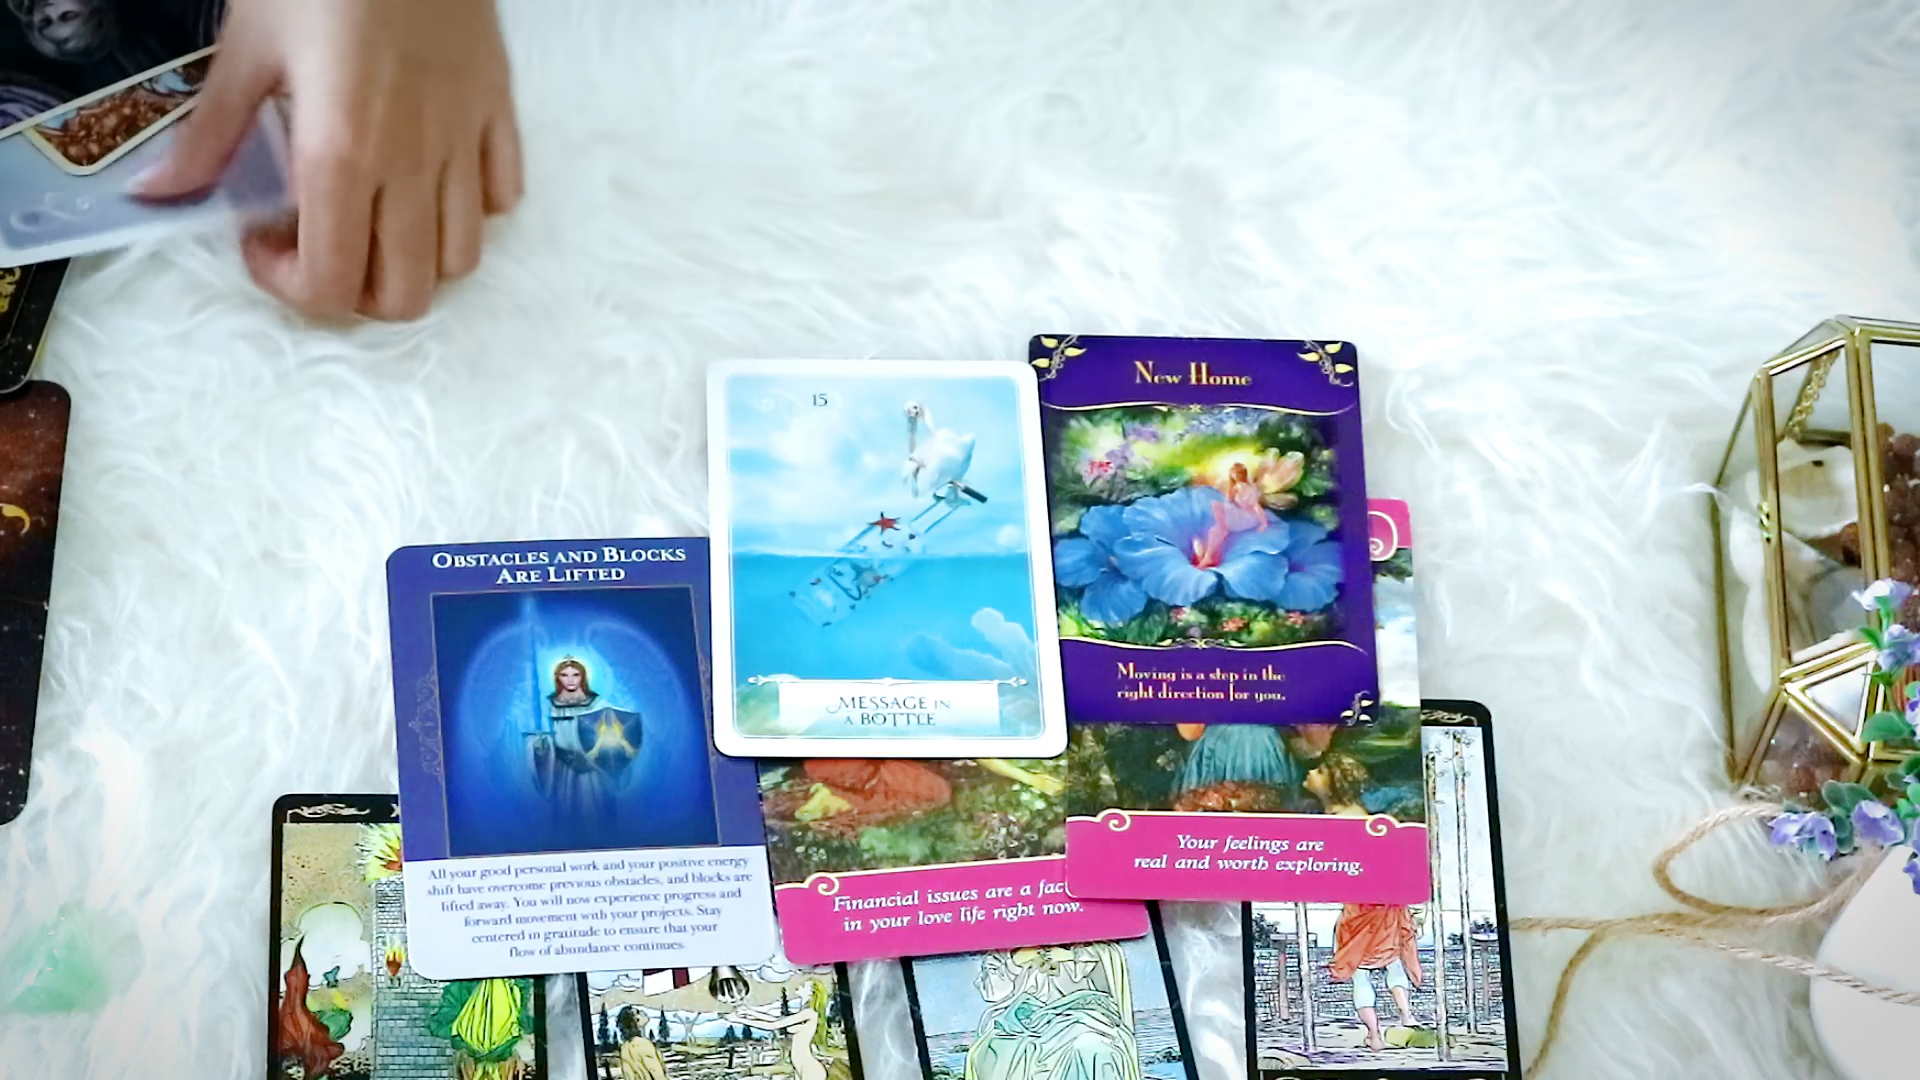 OBSTACLES AND BLOCKS
ARE LIFTED
All your good personal work and your positive energy
shift have overcome previous obstacles, and blocks are
lifted away. You will now experience progress and
forward movement with your projects. Stay
centered in gratitude to ensure that your
flow of abundance continues.
15
MESSAGE IN
A BOTTLE
New Home
Moving is a step in the
right direction for you.
Financial issues are a fac
in your love life right now.
Your feelings are
real and worth exploring.